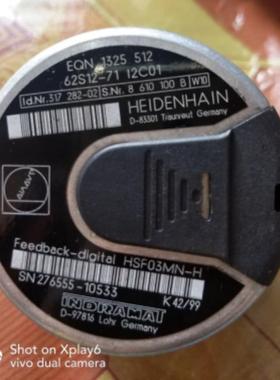 EQN 1325 512
62S12-71 12C01
Id.Nr. 317 282-02 S.Nr 8 610 100 B W10
HEIDENHAIN
D-83301 Traunreut Germany
Feedback-digital HSF03MN-H
SN 276555-10533 K 42/99
INDRAMAT
D-97816 Lohr Germany
Shot on Xplay6
vivo dual camera